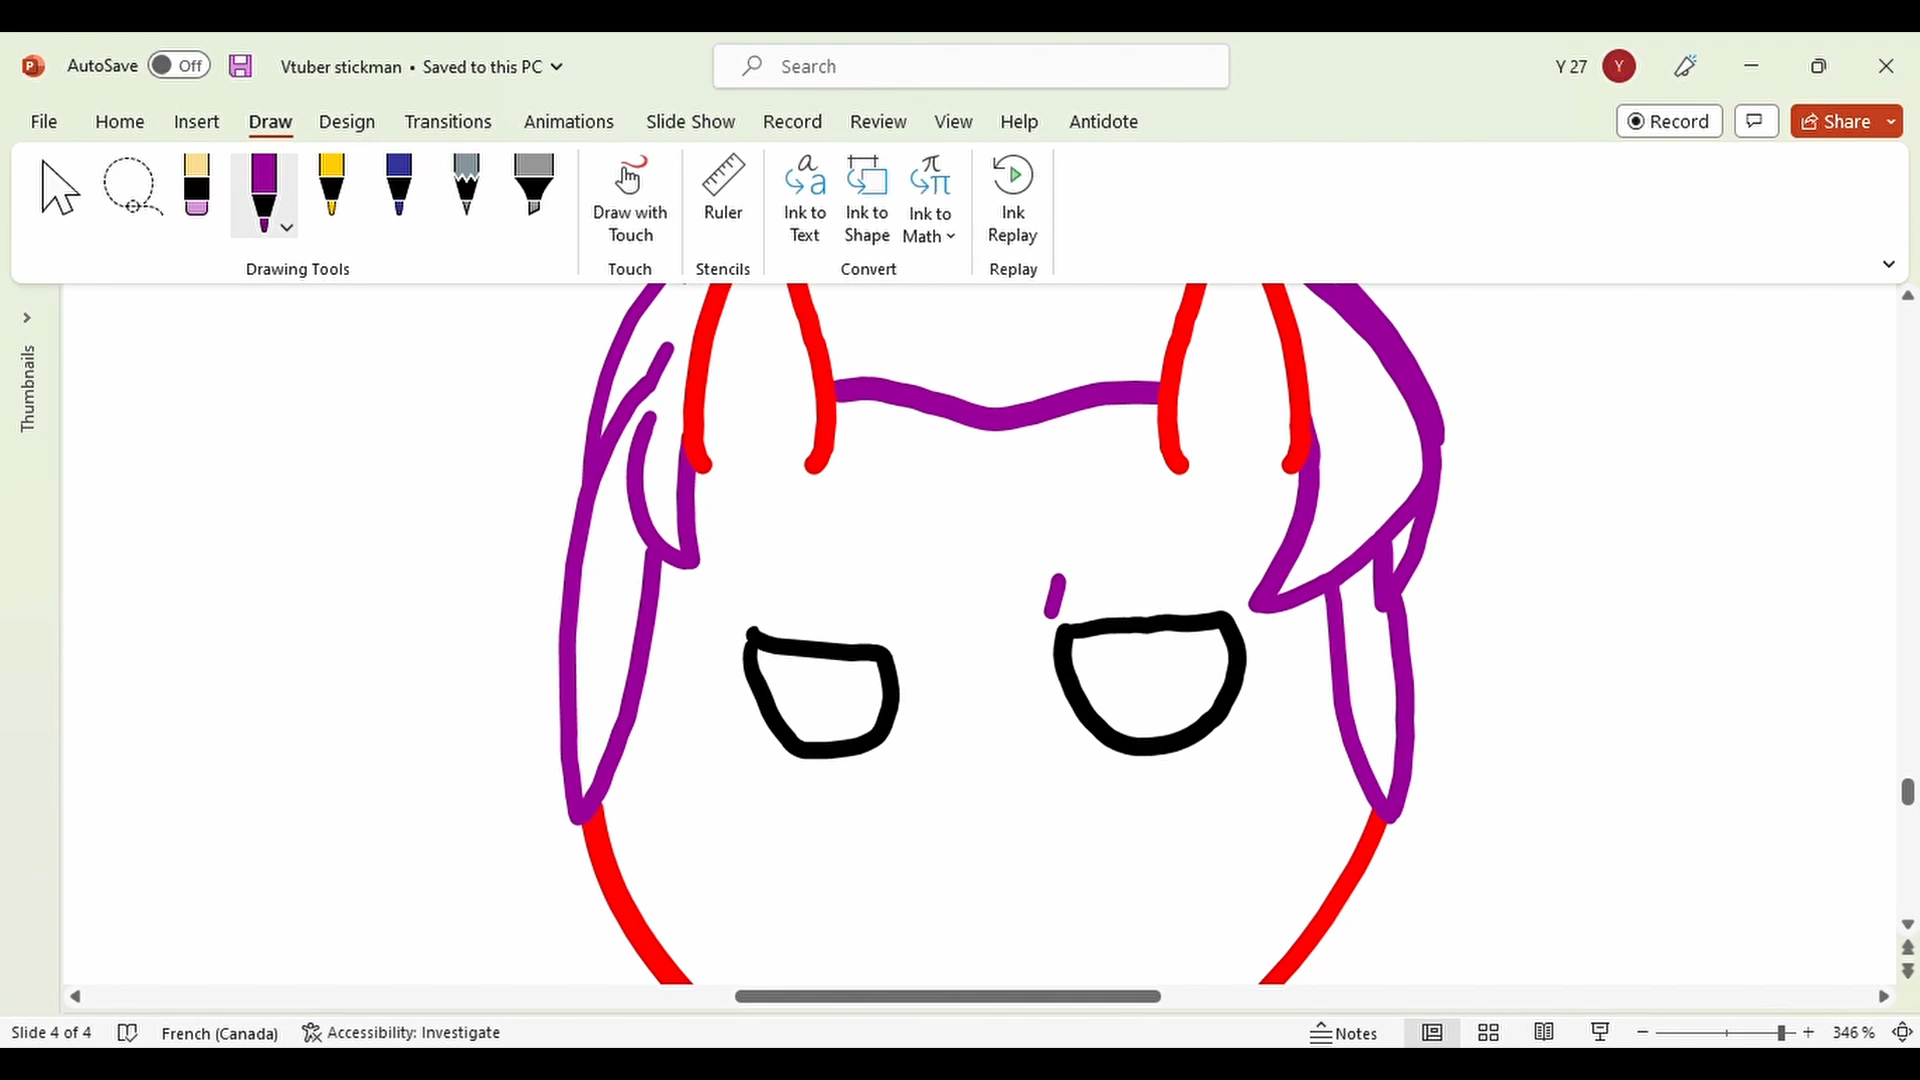 AutoSave Off Vtuber stickman • Saved to this PC Search Y 27 Y
File Home Insert Draw Design Transitions Animations Slide Show Record Review View Help Antidote Record Share
Draw with Touch Ruler Ink to Text Ink to Shape Ink to Math Ink Replay
Drawing Tools Touch Stencils Convert Replay
Thumbnails
Slide 4 of 4 French (Canada) Accessibility: Investigate Notes 346 %